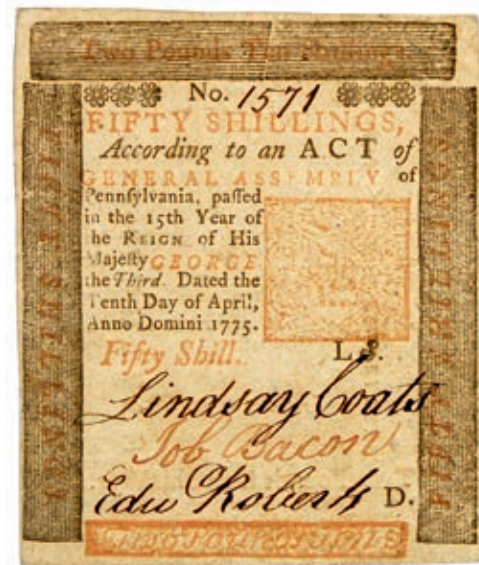 Two Pounds Ten Shillings
No. 1571
FIFTY SHILLINGS,
According to an ACT of
GENERAL ASSEMBLY of
Pennſylvania, paſſed
in the 15th Year of
the REIGN of His
Majeſty GEORGE
the Third. Dated the
Tenth Day of April,
Anno Domini 1775.
Fifty Shill. L.S.
Lindsay Coats
Job Bacon
Edw Roberts D.
FIFTY SHILLINGS